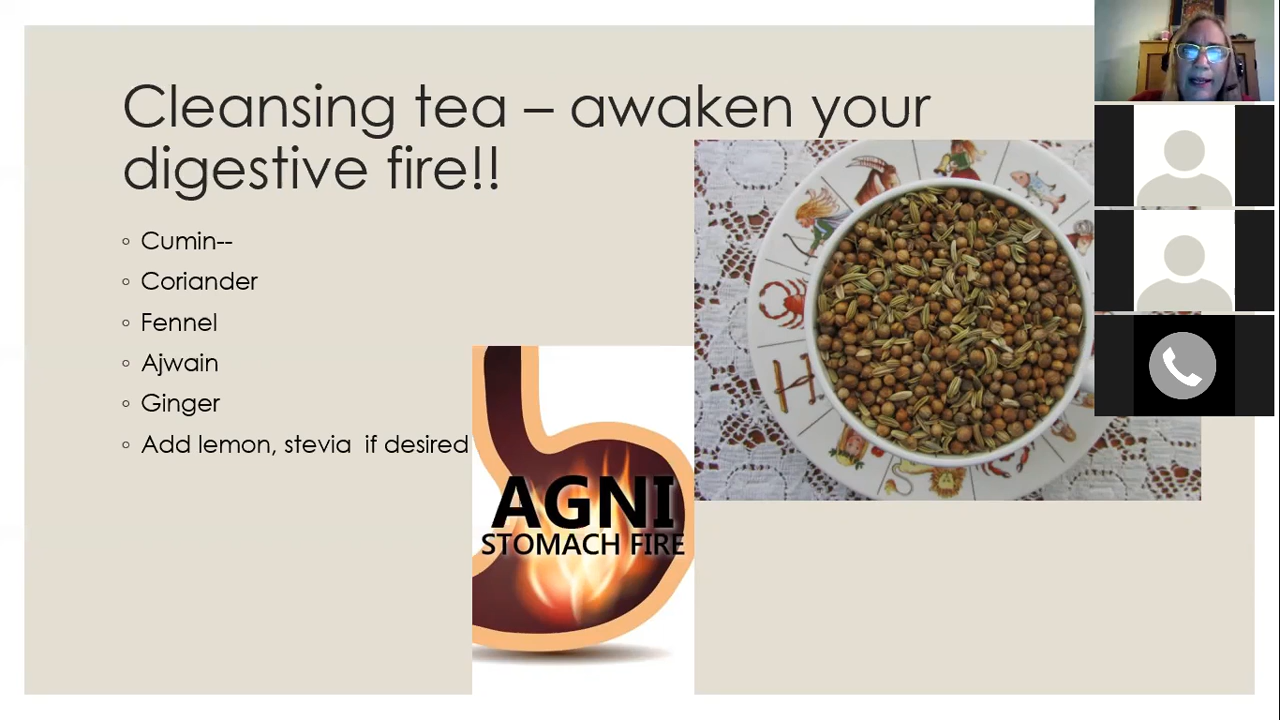 Cleansing tea – awaken your
digestive fire!!
◦ Cumin--
◦ Coriander
◦ Fennel
◦ Ajwain
◦ Ginger
◦ Add lemon, stevia  if desired
AGNI
STOMACH FIRE